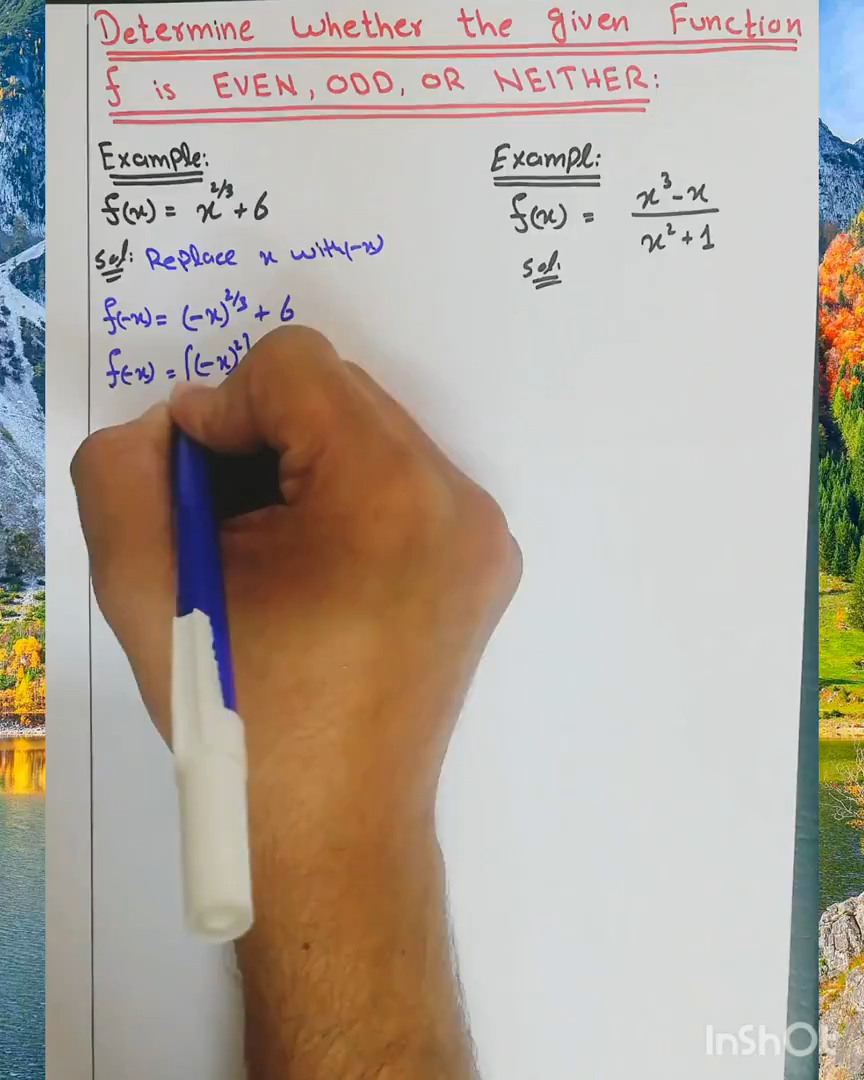 Determine whether the given Function
f is EVEN, ODD, OR NEITHER:
Example:
f(x) = x^2/3 + 6
Sol: Replace x with (-x)
f(-x) = (-x)^2/3 + 6
f(-x) = [(-x)^2]
Exampl:
f(x) = x^3 - x / x^2 + 1
Sol:
InShOt